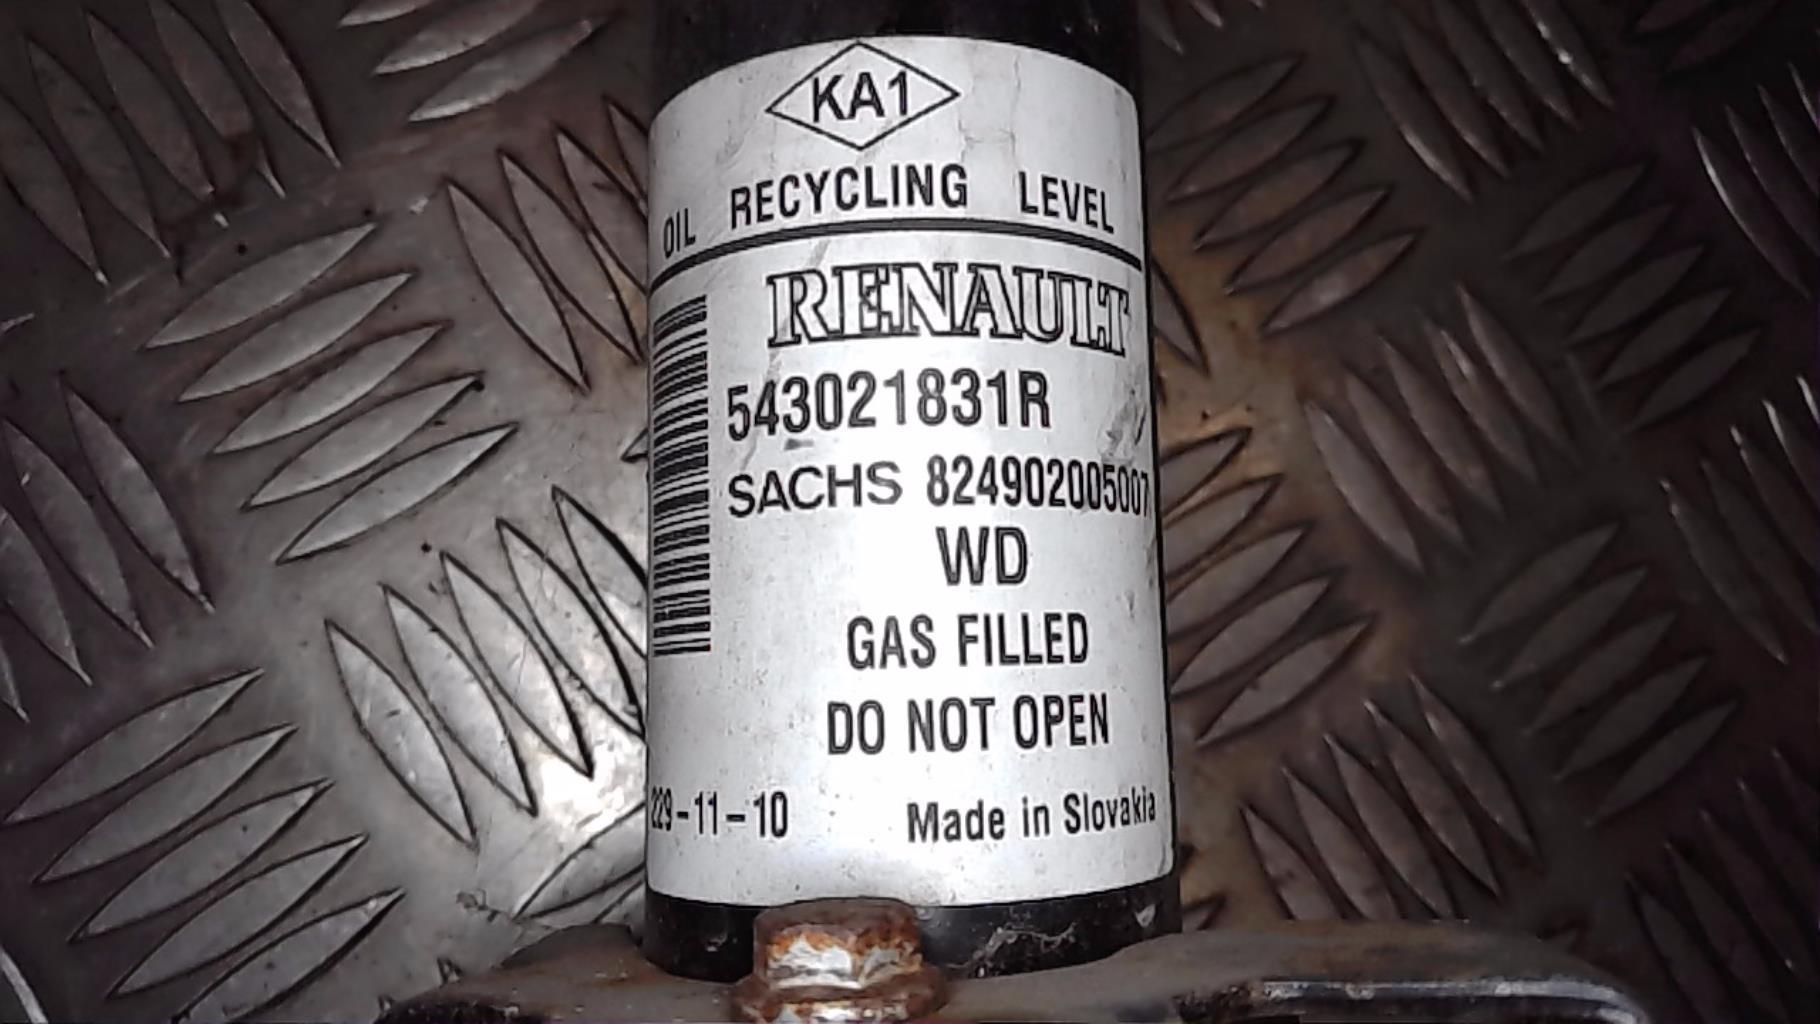 KA1
OIL RECYCLING LEVEL
RENAULT
543021831R
SACHS 824902005007
WD
GAS FILLED
DO NOT OPEN
229-11-10 Made in Slovakia